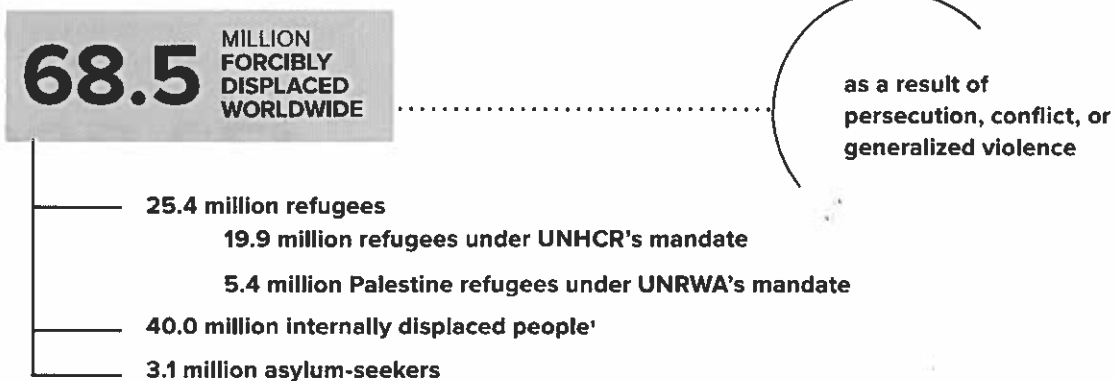 68.5
MILLION
FORCIBLY
DISPLACED
WORLDWIDE
as a result of
persecution, conflict, or
generalized violence
25.4 million refugees
19.9 million refugees under UNHCR's mandate
5.4 million Palestine refugees under UNRWA's mandate
40.0 million internally displaced people¹
3.1 million asylum-seekers